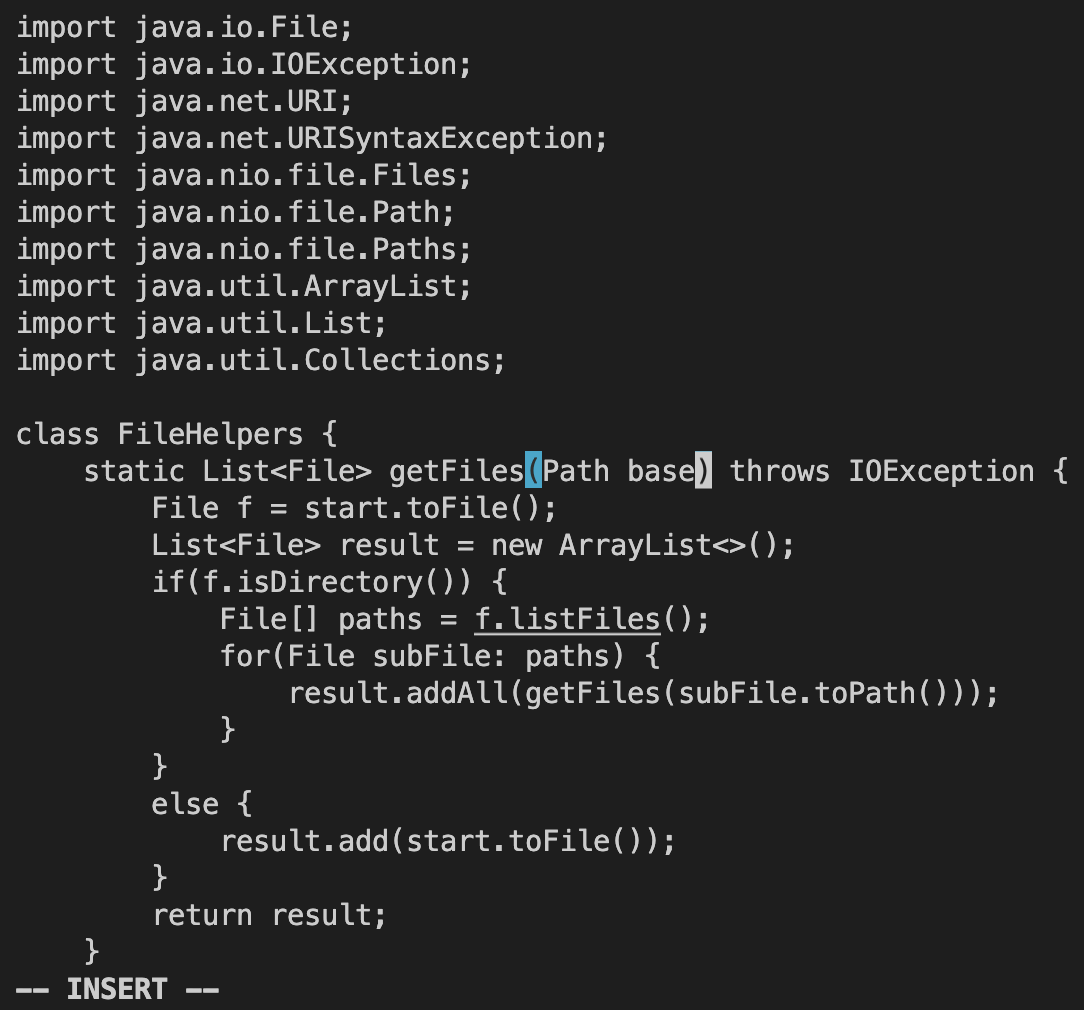 import java.io.File;
import java.io.IOException;
import java.net.URI;
import java.net.URISyntaxException;
import java.nio.file.Files;
import java.nio.file.Path;
import java.nio.file.Paths;
import java.util.ArrayList;
import java.util.List;
import java.util.Collections;

class FileHelpers {
    static List<File> getFiles(Path base) throws IOException {
        File f = start.toFile();
        List<File> result = new ArrayList<>();
        if(f.isDirectory()) {
            File[] paths = f.listFiles();
            for(File subFile: paths) {
                result.addAll(getFiles(subFile.toPath()));
            }
        }
        else {
            result.add(start.toFile());
        }
        return result;
    }
-- INSERT --